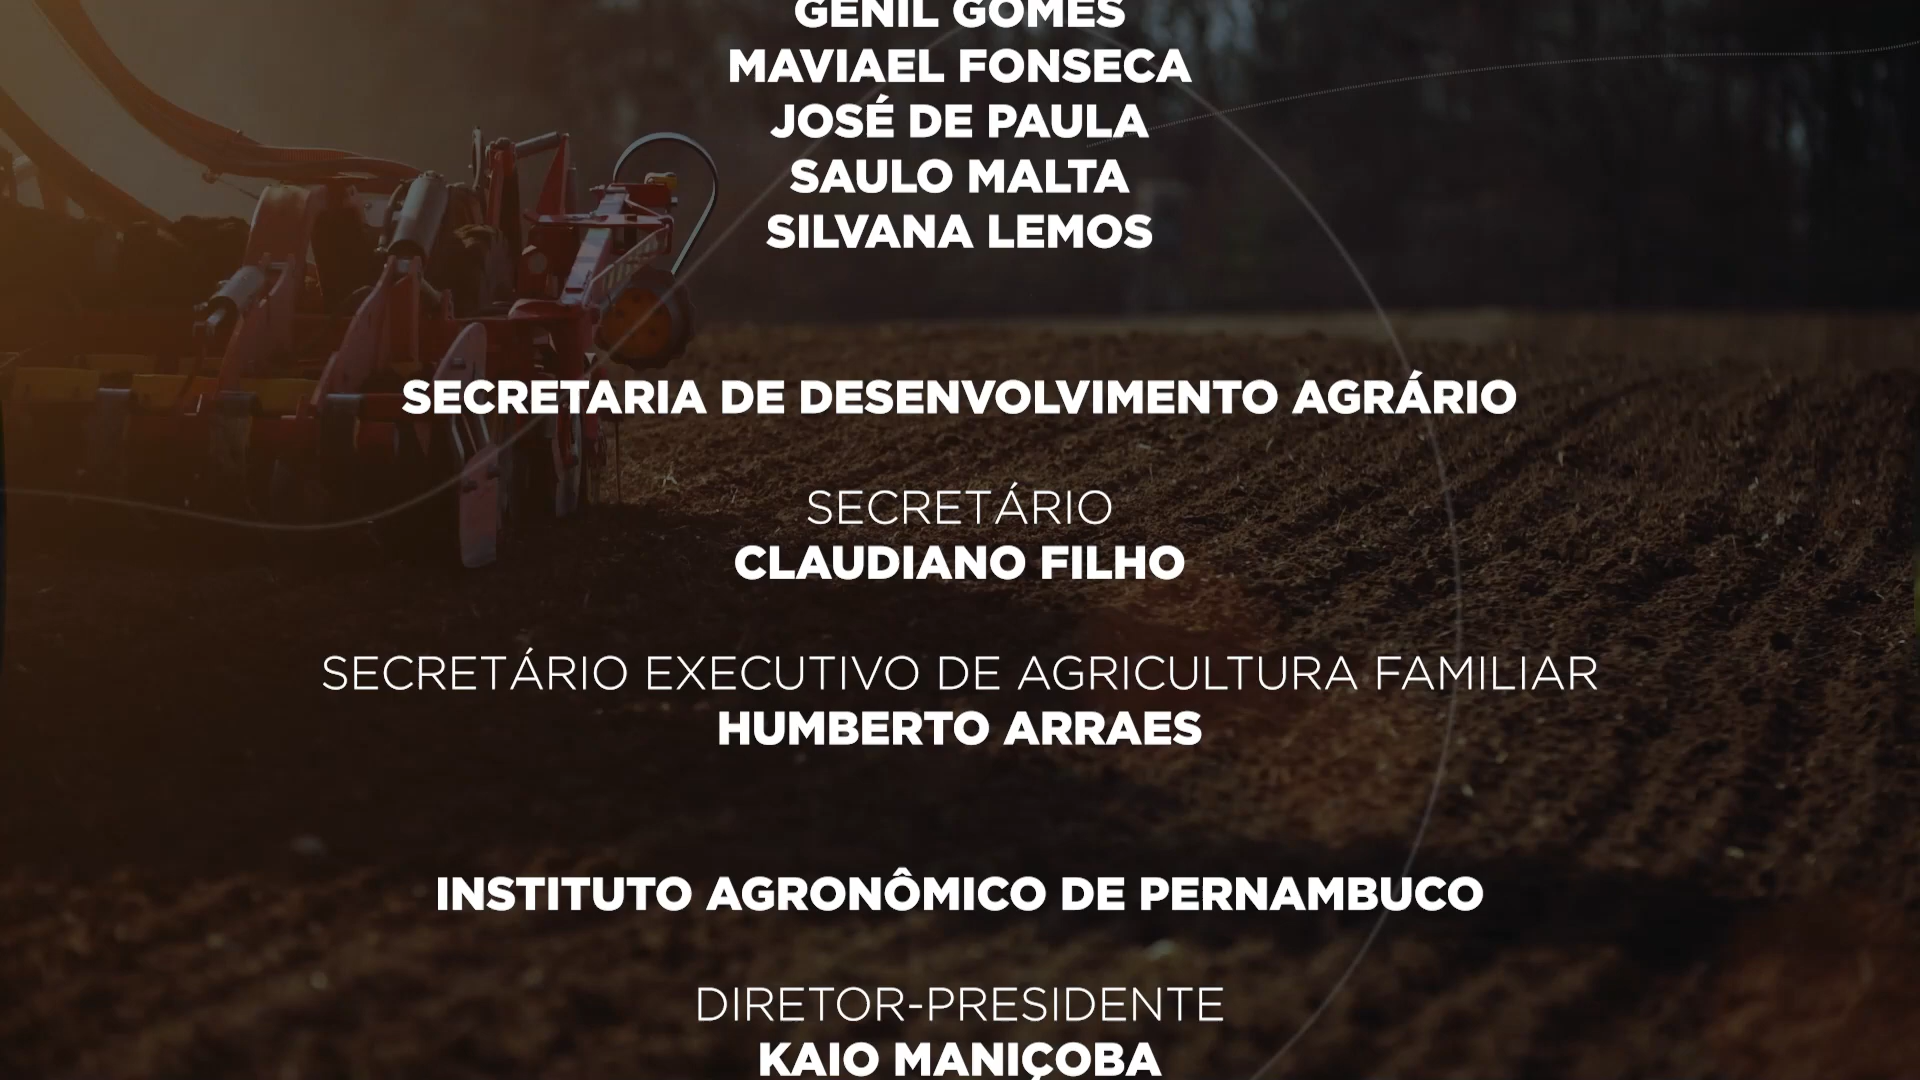 GENIL GOMES
MAVIAEL FONSECA
JOSÉ DE PAULA
SAULO MALTA
SILVANA LEMOS
SECRETARIA DE DESENVOLVIMENTO AGRÁRIO
SECRETÁRIO
CLAUDIANO FILHO
SECRETÁRIO EXECUTIVO DE AGRICULTURA FAMILIAR
HUMBERTO ARRAES
INSTITUTO AGRONÔMICO DE PERNAMBUCO
DIRETOR-PRESIDENTE
KAIO MANIÇOBA